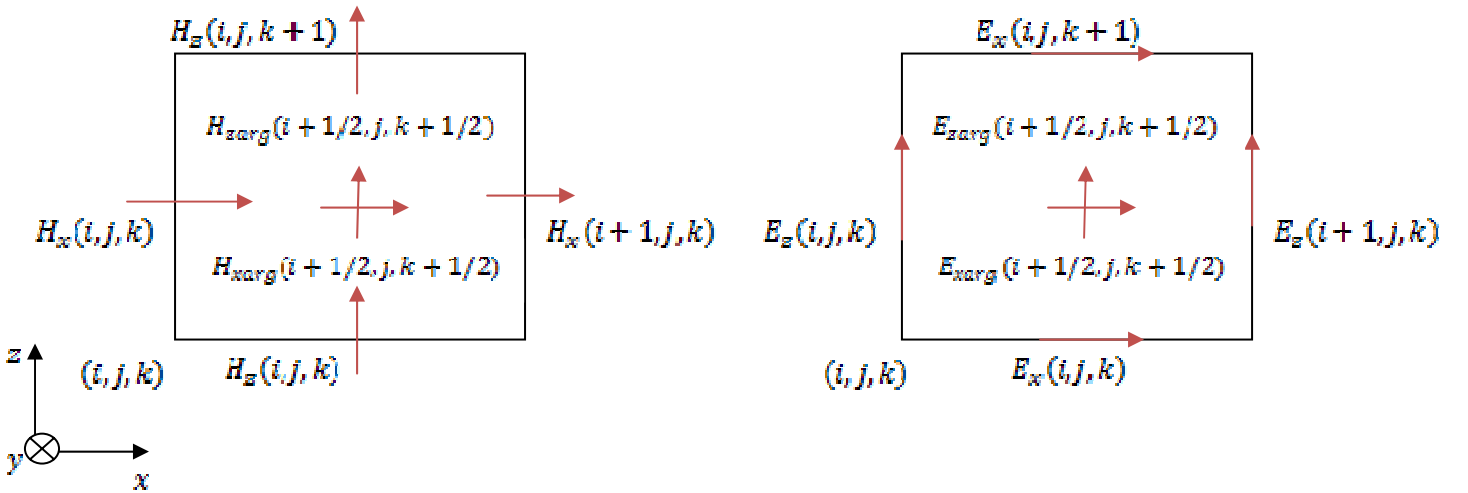 H_z(i,j,k + 1)
H_zarg(i + 1/2, j, k + 1/2)
H_x(i,j,k)
H_x(i + 1,j,k)
H_xarg(i + 1/2, j, k + 1/2)
(i,j,k)
H_z(i,j,k)
z
y
x
E_x(i,j,k + 1)
E_zarg(i + 1/2, j, k + 1/2)
E_z(i,j,k)
E_z(i + 1,j,k)
E_xarg(i + 1/2, j, k + 1/2)
(i,j,k)
E_x(i,j,k)